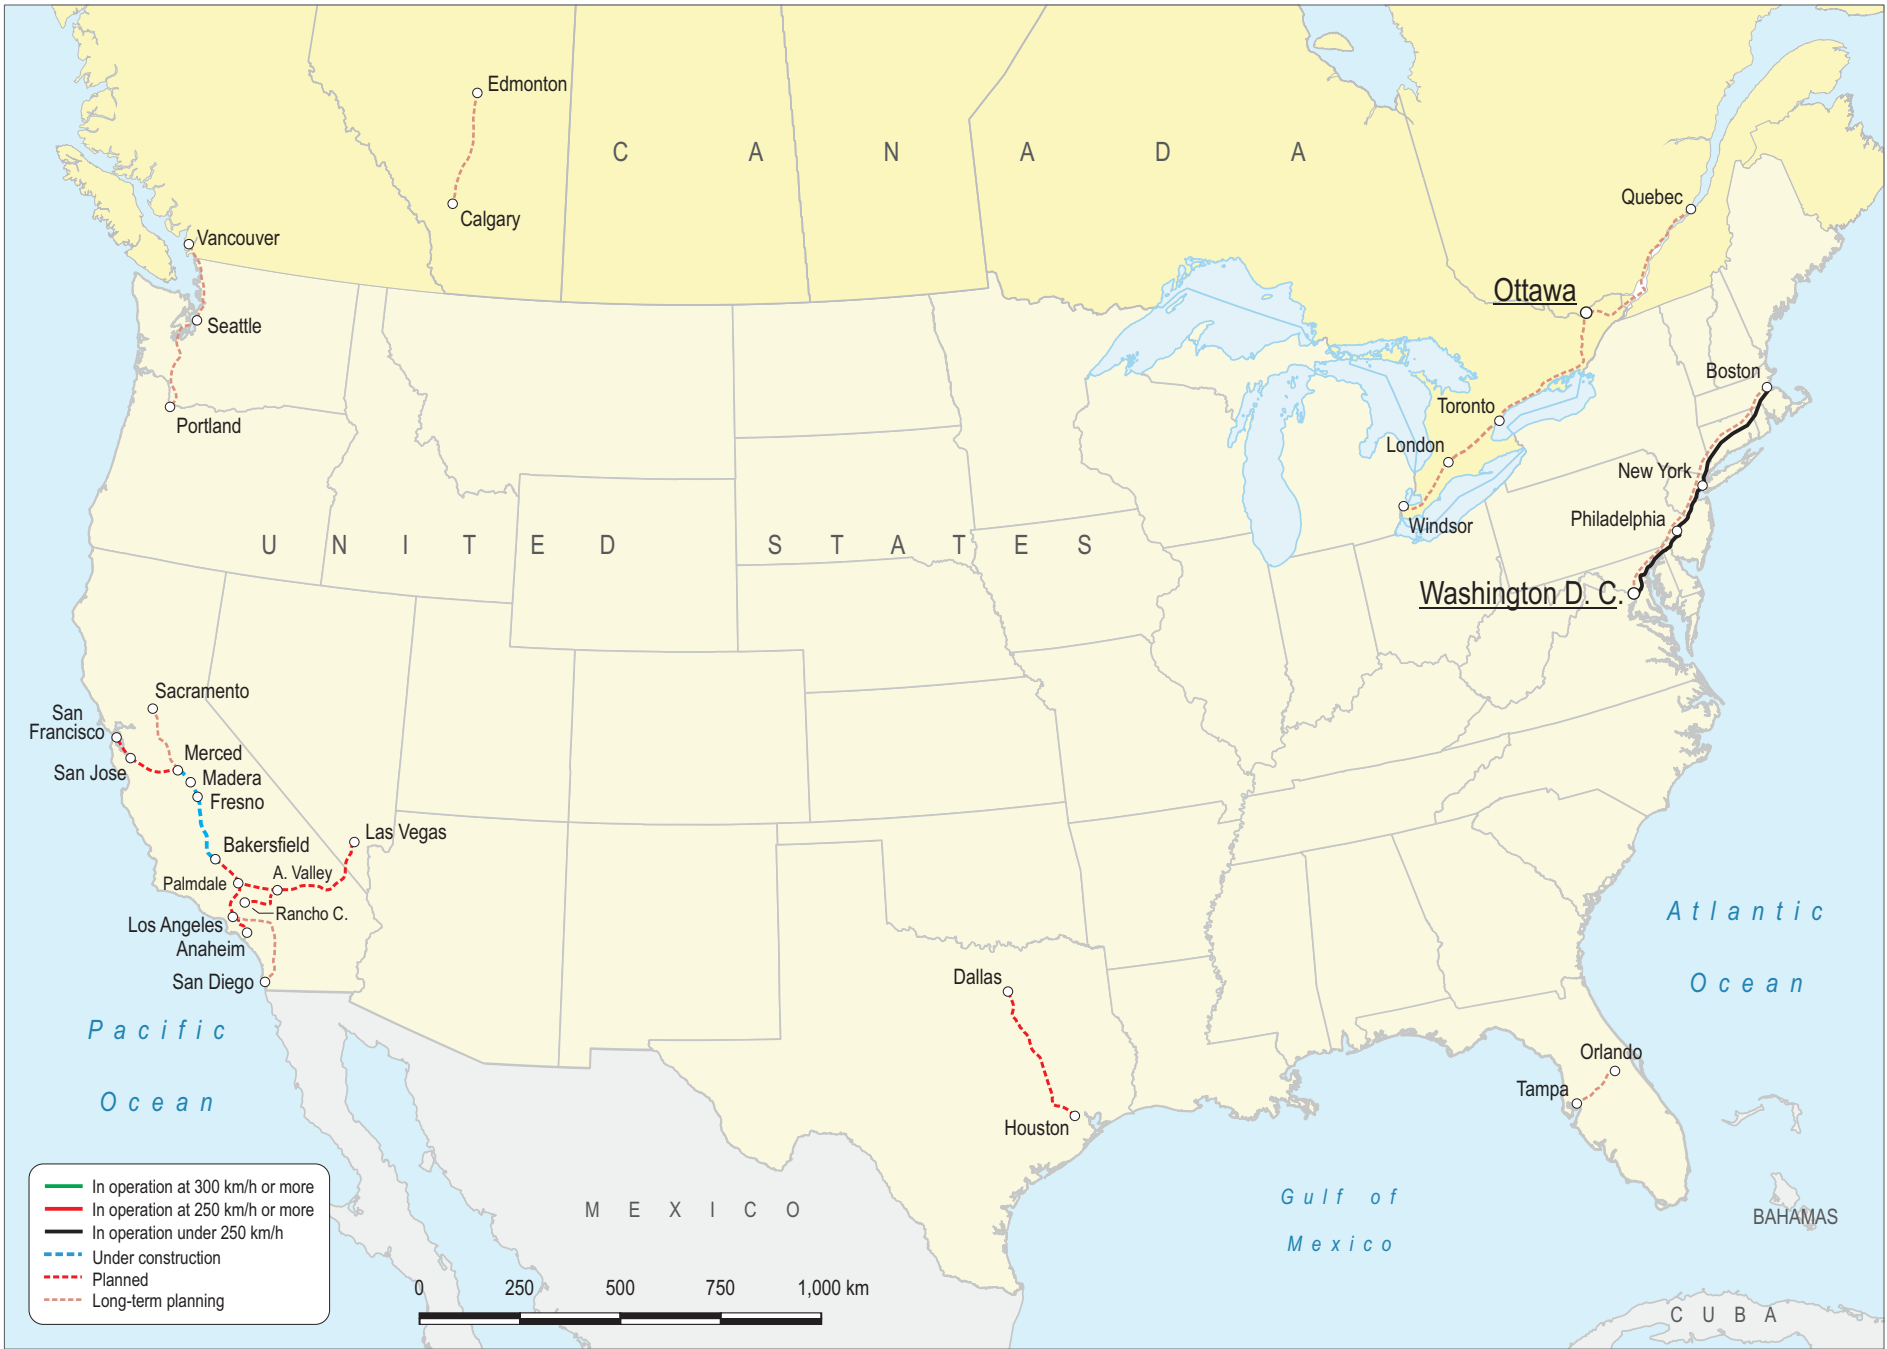 Edmonton
C A N A D A
Calgary
Quebec
Vancouver
Ottawa
Seattle
Boston
Toronto
Portland
London
New York
Windsor
Philadelphia
U N I T E D S T A T E S
Washington D. C.
Sacramento
San
Francisco
Merced
San Jose
Madera
Fresno
Las Vegas
Bakersfield
A. Valley
Palmdale
Rancho C.
Los Angeles
Anaheim
San Diego
Atlantic
Ocean
Dallas
Pacific
Ocean
Orlando
Tampa
Houston
Gulf of
Mexico
M E X I C O
BAHAMAS
C U B A
In operation at 300 km/h or more
In operation at 250 km/h or more
In operation under 250 km/h
Under construction
Planned
Long-term planning
0 250 500 750 1,000 km